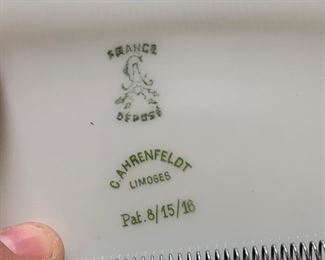 FRANCE
DÉPOSÉ
C. AHRENFELDT
LIMOGES
Pat. 8/15/16